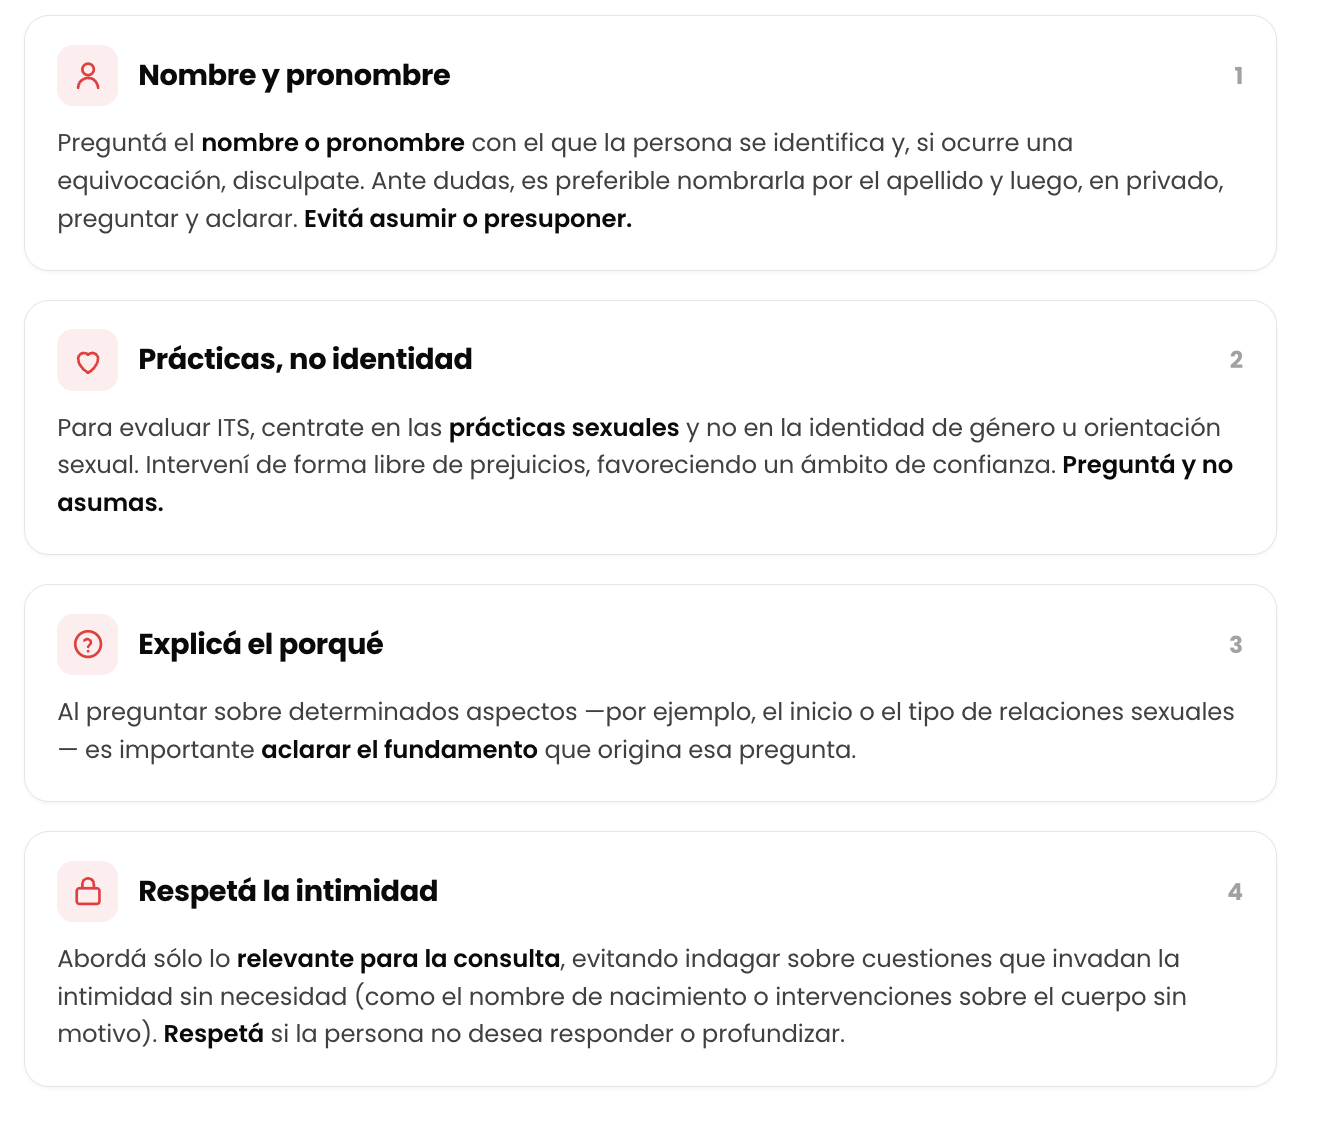 Nombre y pronombre
1
Preguntá el nombre o pronombre con el que la persona se identifica y, si ocurre una
equivocación, disculpate. Ante dudas, es preferible nombrarla por el apellido y luego, en privado,
preguntar y aclarar. Evitá asumir o presuponer.
Prácticas, no identidad
2
Para evaluar ITS, centrate en las prácticas sexuales y no en la identidad de género u orientación
sexual. Intervení de forma libre de prejuicios, favoreciendo un ámbito de confianza. Preguntá y no
asumas.
Explicá el porqué
3
Al preguntar sobre determinados aspectos —por ejemplo, el inicio o el tipo de relaciones sexuales
— es importante aclarar el fundamento que origina esa pregunta.
Respetá la intimidad
4
Abordá sólo lo relevante para la consulta, evitando indagar sobre cuestiones que invadan la
intimidad sin necesidad (como el nombre de nacimiento o intervenciones sobre el cuerpo sin
motivo). Respetá si la persona no desea responder o profundizar.